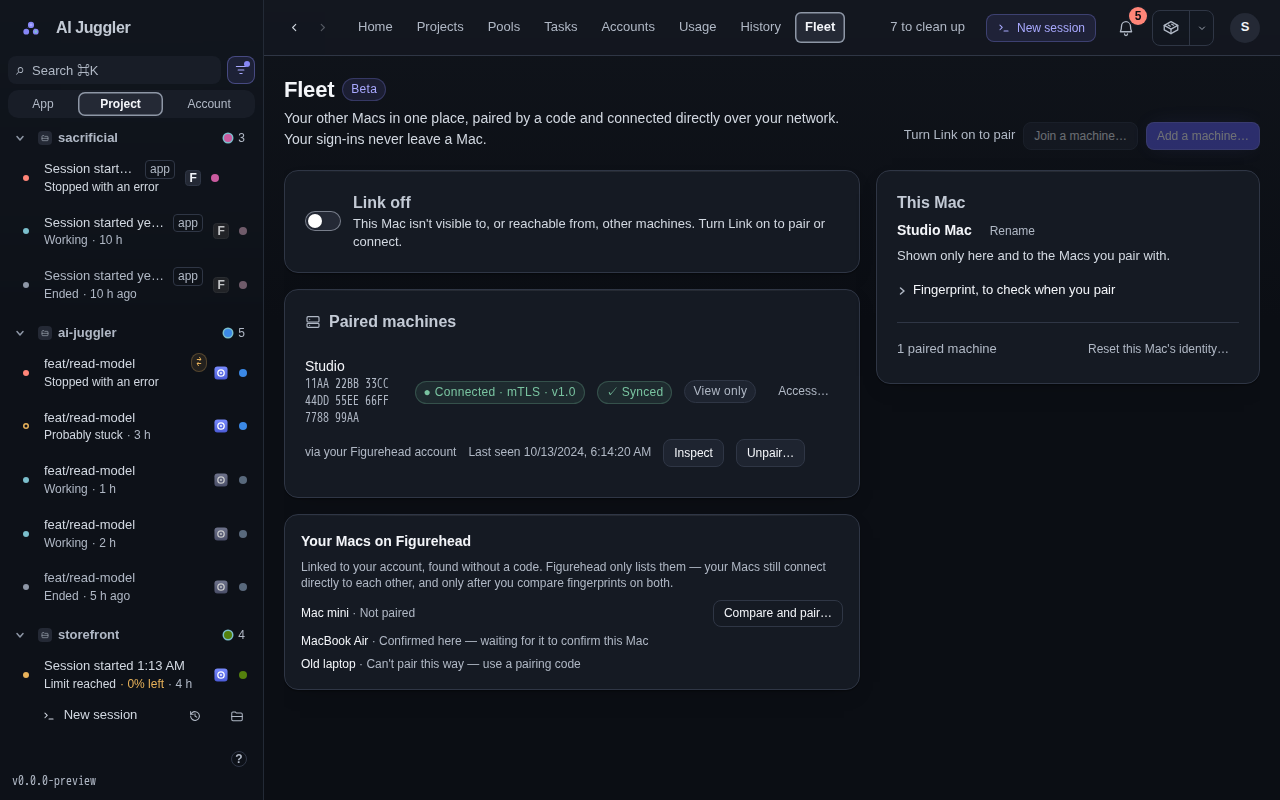 AI Juggler
Home
Projects
Pools
Tasks
Accounts
Usage
History
Fleet
7 to clean up
New session
5
S
Search ⌘K
App
Project
Account
sacrificial
3
Session start…
app
Stopped with an error
F
Session started ye…
app
Working · 10 h
F
Session started ye…
app
Ended · 10 h ago
F
ai-juggler
5
feat/read-model
Stopped with an error
feat/read-model
Probably stuck · 3 h
feat/read-model
Working · 1 h
feat/read-model
Working · 2 h
feat/read-model
Ended · 5 h ago
storefront
4
Session started 1:13 AM
Limit reached · 0% left · 4 h
New session
?
v0.0.0-preview
Fleet
Beta
Your other Macs in one place, paired by a code and connected directly over your network.
Your sign-ins never leave a Mac.
Turn Link on to pair
Join a machine…
Add a machine…
Link off
This Mac isn't visible to, or reachable from, other machines. Turn Link on to pair or
connect.
Paired machines
Studio
11AA 22BB 33CC
44DD 55EE 66FF
7788 99AA
Connected · mTLS · v1.0
✓ Synced
View only
Access…
via your Figurehead account
Last seen 10/13/2024, 6:14:20 AM
Inspect
Unpair…
Your Macs on Figurehead
Linked to your account, found without a code. Figurehead only lists them — your Macs still connect
directly to each other, and only after you compare fingerprints on both.
Mac mini · Not paired
Compare and pair…
MacBook Air · Confirmed here — waiting for it to confirm this Mac
Old laptop · Can't pair this way — use a pairing code
This Mac
Studio Mac
Rename
Shown only here and to the Macs you pair with.
Fingerprint, to check when you pair
1 paired machine
Reset this Mac's identity…